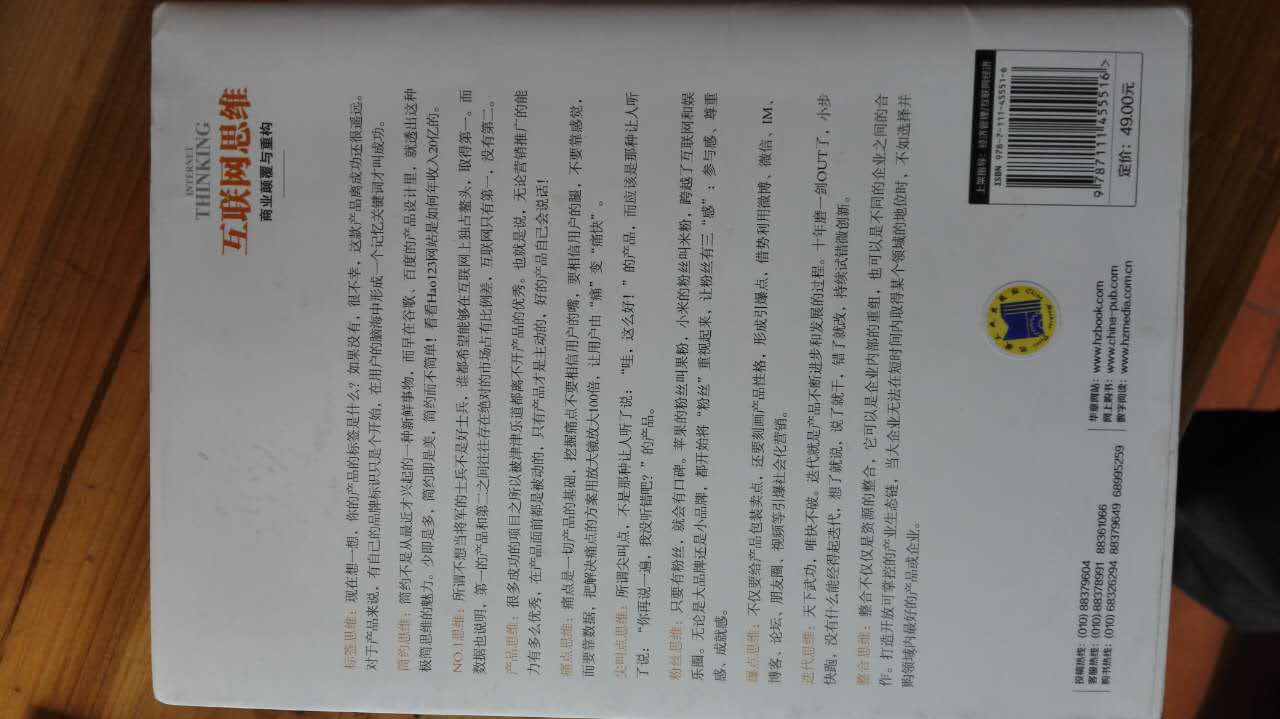 INTERNET
THINKING
互联网思维
商业颠覆与重构
标签思维：现在想一想，你的产品的标签是什么？如果没有，很不幸，这款产品离成功还很遥远。
对于产品来说，有自己的品牌标识只是个开始，在用户的脑海中形成一个记忆关键词才叫成功。
简约思维：简约不是从最近才兴起的一种新鲜事物，而早在谷歌、百度的产品设计里，就透出这种
极简思维的魅力。少即是多，简约即是美，简约而不简单！看看Hao123网站是如何年收入20亿的。
NO.1思维：所谓不想当将军的士兵不是好士兵，谁都希望能够在互联网上独占鳌头，取得第一。而
数据也说明，第一的产品和第二之间往往存在绝对的市场占有比例差，互联网只有第一，没有第二。
产品思维：很多成功的项目之所以被津津乐道都离不开产品的优秀。也就是说，无论营销推广的能
力有多么优秀，在产品面前都是被动的，只有产品才是主动的，好的产品自己会说话！
痛点思维：痛点是一切产品的基础，挖掘痛点不要相信用户的嘴，要相信用户的腿，不要靠感觉，
而要靠数据，把解决痛点的方案用放大镜放大100倍，让用户由“痛”变“痛快”。
尖叫点思维：所谓尖叫点，不是那种让人听了说：“哇，这么好！”的产品，而应该是那种让人听
了说：“你再说一遍，我没听错吧？”的产品。
粉丝思维：只要有粉丝，就会有口碑。苹果的粉丝叫果粉，小米的粉丝叫米粉，跨越了互联网和娱
乐圈。无论是大品牌还是小品牌，都开始将“粉丝”重视起来，让粉丝有三“感”：参与感、尊重
感、成就感。
爆点思维：不仅要给产品包装卖点，还要刻画产品性格，形成引爆点，借势利用微博、微信、IM、
博客、论坛、朋友圈、视频等引爆社会化营销。
迭代思维：天下武功，唯快不破。迭代就是产品不断进步和发展的过程。十年磨一剑OUT了，小步
快跑，没有什么能经得起迭代，想了就说，说了就干，错了就改，持续试错微创新。
整合思维：整合不仅仅是资源的整合，它可以是企业内部的重组，也可以是不同的企业之间的合
作。打造开放可掌控的产业生态链，当大企业无法在短时间内取得某个领域的地位时，不如选择并
购领域内最好的产品或企业。
投稿热线：(010) 88379604
客服热线：(010) 88378991 88361066
购书热线：(010) 68326294 88379649 68995259
华章网站：www.hzbook.com
网上购书：www.china-pub.com
数字阅读：www.hzmedia.com.cn
上架指导：经济管理/互联网经济
ISBN 978-7-111-45551-6
9 787111 455516 >
定价：49.00元